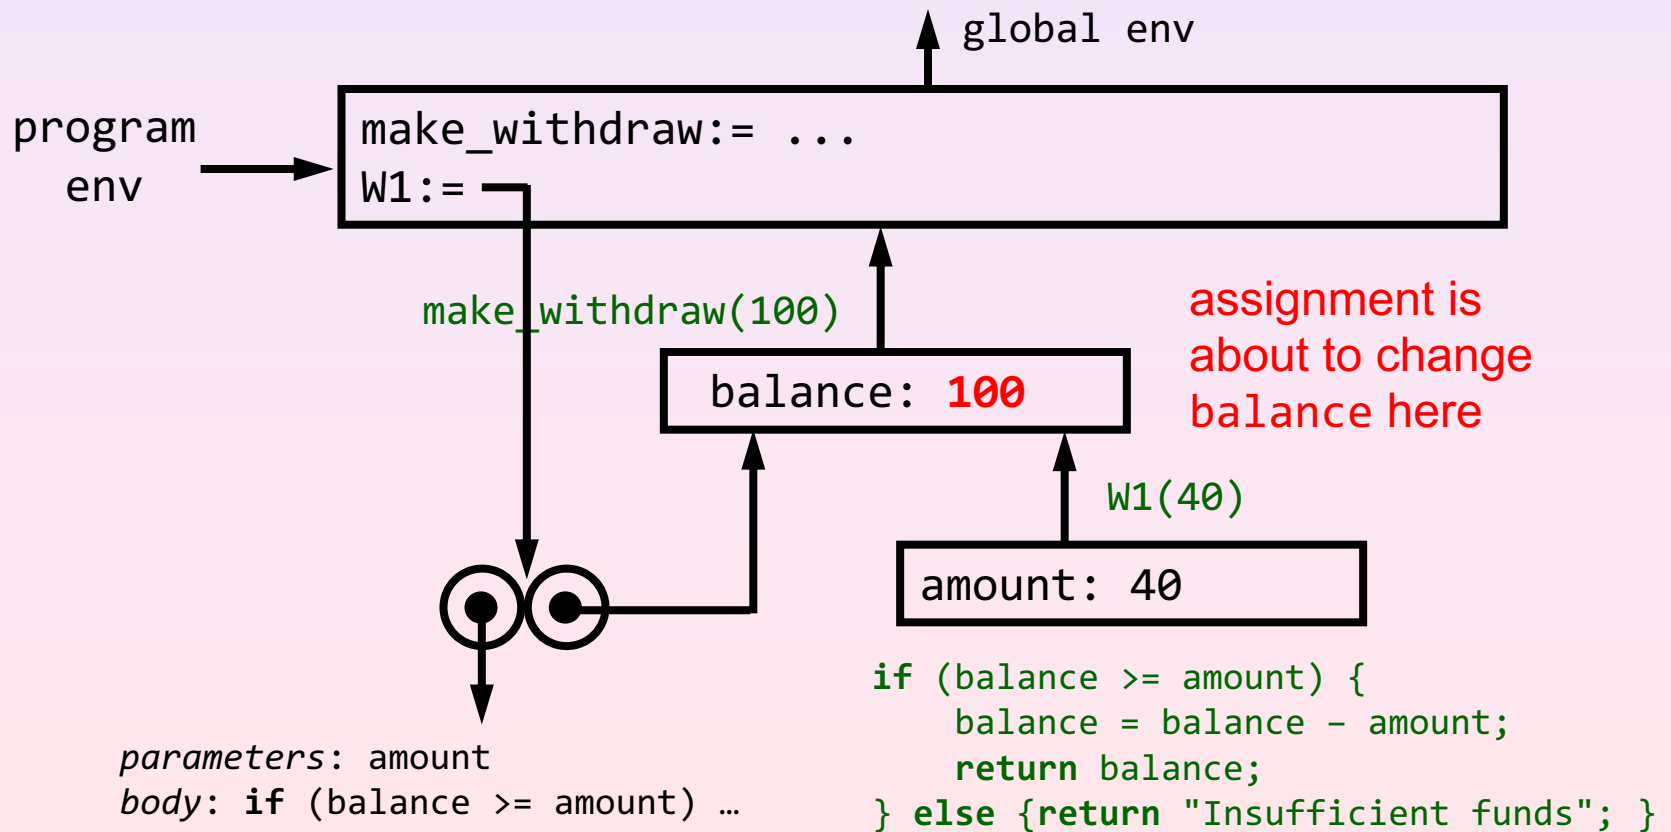 global env
program
env
make_withdraw:= ...
W1:=
make_withdraw(100)
assignment is
about to change
balance here
balance: 100
W1(40)
amount: 40
if (balance >= amount) {
    balance = balance – amount;
    return balance;
} else {return "Insufficient funds"; }
parameters: amount
body: if (balance >= amount) …